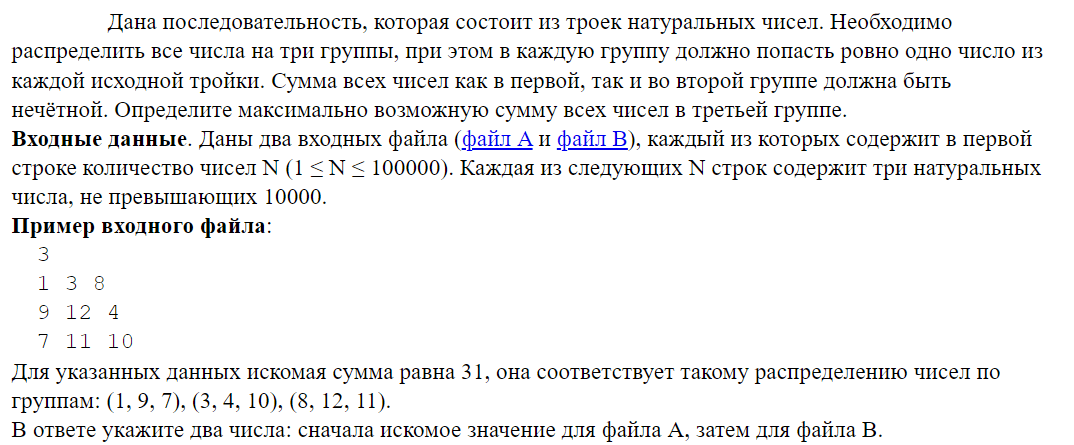 Дана последовательность, которая состоит из троек натуральных чисел. Необходимо
распределить все числа на три группы, при этом в каждую группу должно попасть ровно одно число из
каждой исходной тройки. Сумма всех чисел как в первой, так и во второй группе должна быть
нечётной. Определите максимально возможную сумму всех чисел в третьей группе.
Входные данные. Даны два входных файла (файл A и файл B), каждый из которых содержит в первой
строке количество чисел N (1 ≤ N ≤ 100000). Каждая из следующих N строк содержит три натуральных
числа, не превышающих 10000.
Пример входного файла:
3
1 3 8
9 12 4
7 11 10
Для указанных данных искомая сумма равна 31, она соответствует такому распределению чисел по
группам: (1, 9, 7), (3, 4, 10), (8, 12, 11).
В ответе укажите два числа: сначала искомое значение для файла А, затем для файла B.